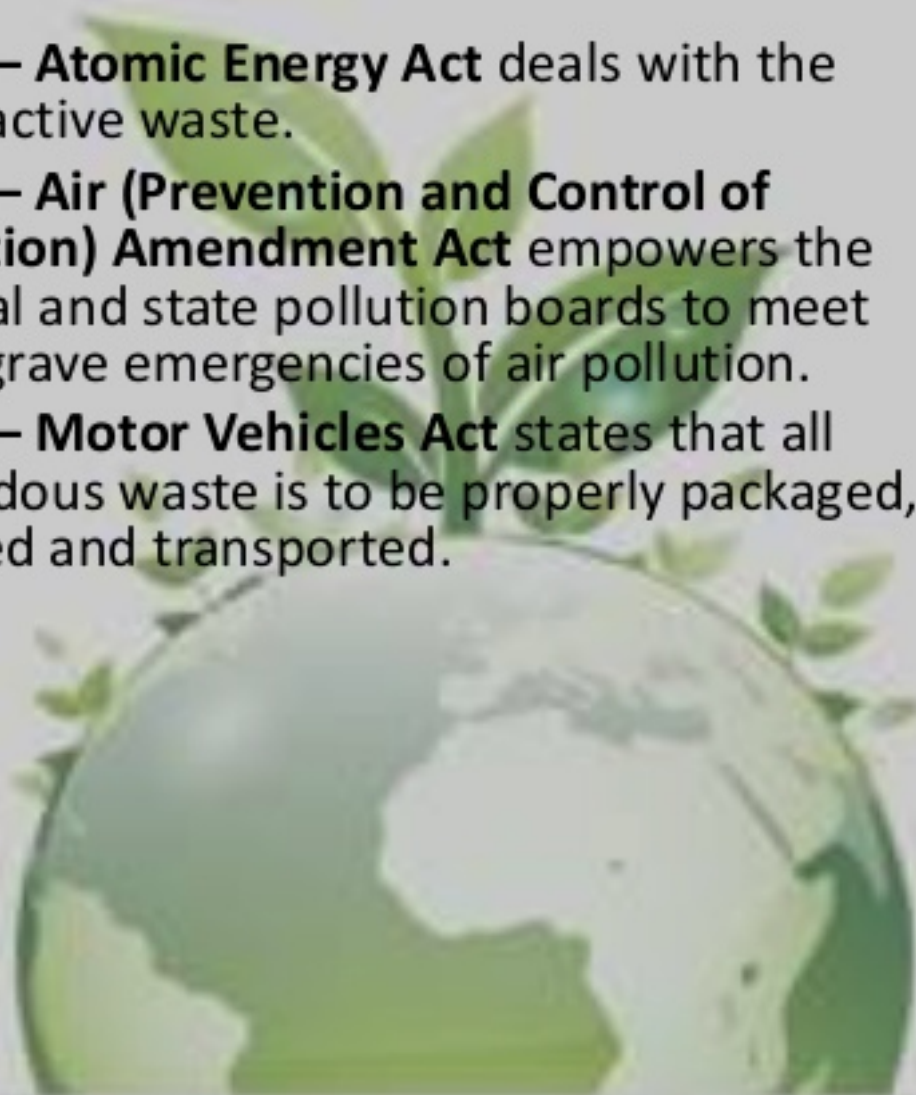 – Atomic Energy Act deals with the
active waste.
– Air (Prevention and Control of
tion) Amendment Act empowers the
al and state pollution boards to meet
grave emergencies of air pollution.
– Motor Vehicles Act states that all
dous waste is to be properly packaged,
ed and transported.